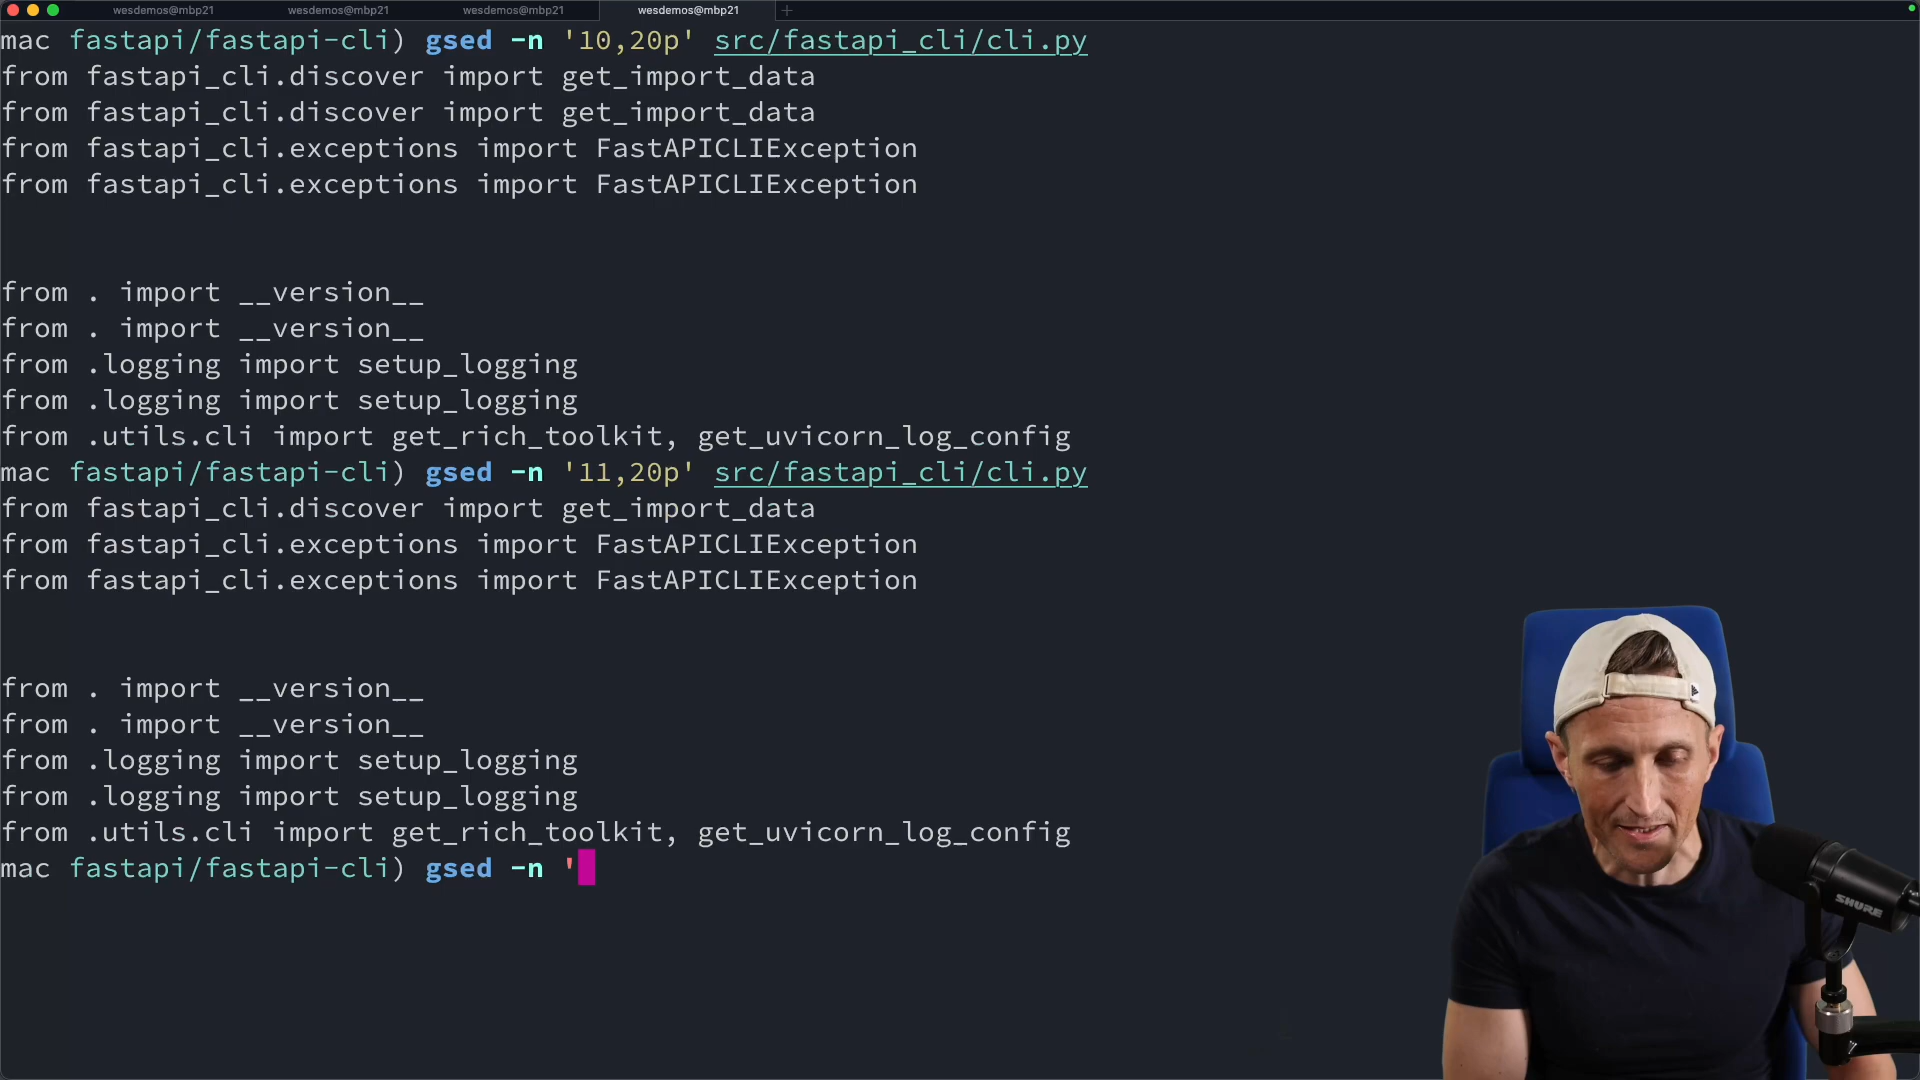 wesdemos@mbp21 wesdemos@mbp21 wesdemos@mbp21 wesdemos@mbp21
mac fastapi/fastapi-cli) gsed -n '10,20p' src/fastapi_cli/cli.py
from fastapi_cli.discover import get_import_data
from fastapi_cli.discover import get_import_data
from fastapi_cli.exceptions import FastAPICLIException
from fastapi_cli.exceptions import FastAPICLIException
from . import __version__
from . import __version__
from .logging import setup_logging
from .logging import setup_logging
from .utils.cli import get_rich_toolkit, get_uvicorn_log_config
mac fastapi/fastapi-cli) gsed -n '11,20p' src/fastapi_cli/cli.py
from fastapi_cli.discover import get_import_data
from fastapi_cli.exceptions import FastAPICLIException
from fastapi_cli.exceptions import FastAPICLIException
from . import __version__
from . import __version__
from .logging import setup_logging
from .logging import setup_logging
from .utils.cli import get_rich_toolkit, get_uvicorn_log_config
mac fastapi/fastapi-cli) gsed -n '
SHURE